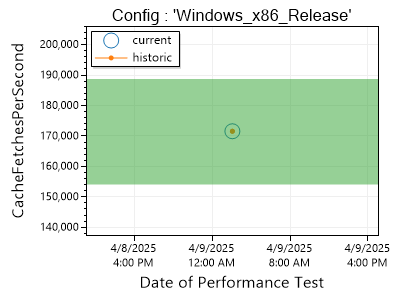 Config : 'Windows_x86_Release'
current
historic
200,000
190,000
180,000
170,000
160,000
150,000
140,000
CacheFetchesPerSecond
4/8/2025 4/9/2025 4/9/2025 4/9/2025
4:00 PM 12:00 AM 8:00 AM 4:00 PM
Date of Performance Test